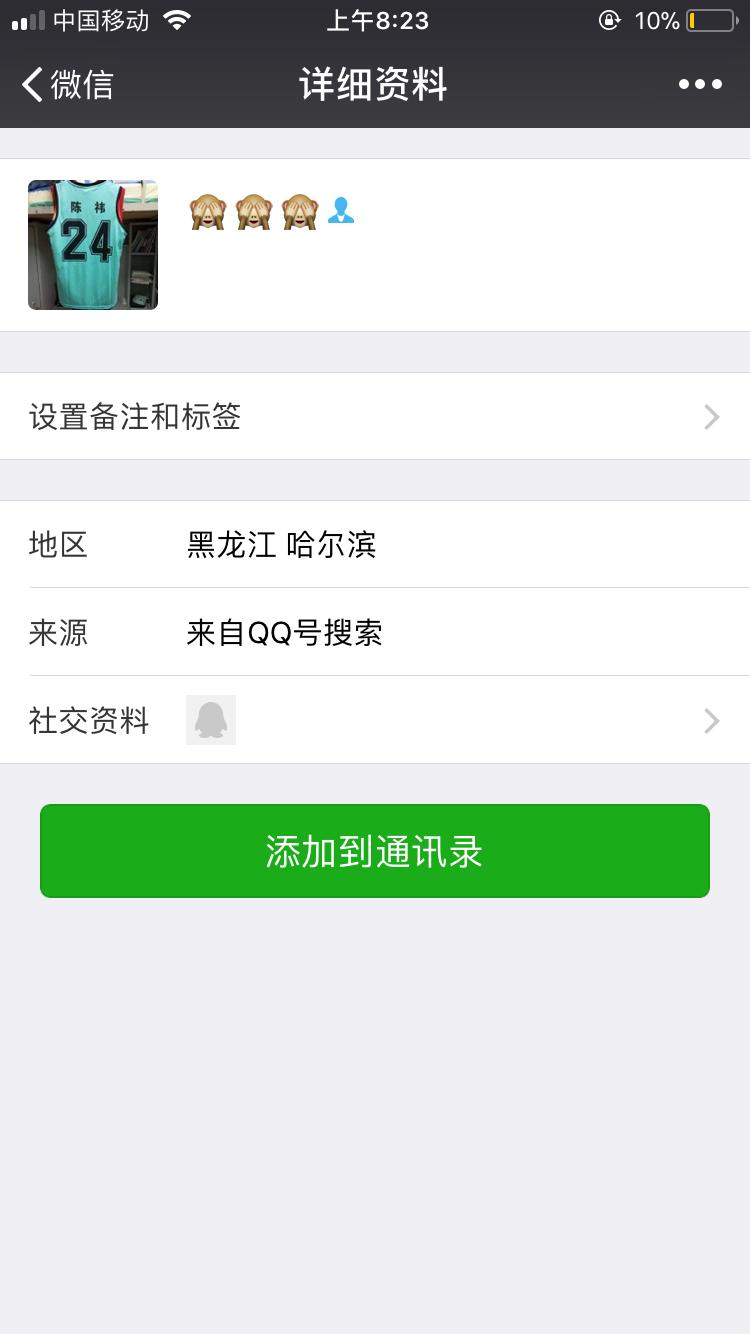 中国移动 上午8:23 10%
微信 详细资料
陈 祎
24
🙈🙈🙈
设置备注和标签
地区 黑龙江 哈尔滨
来源 来自QQ号搜索
社交资料
添加到通讯录